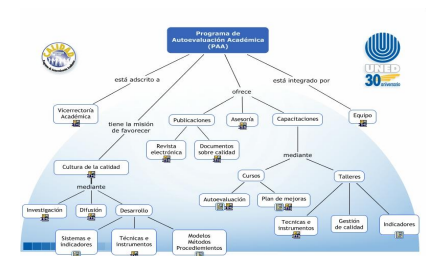 CALIDAD
Programa de
Autoevaluación Académica
(PAA)
UNED
30 aniversario
está adscrito a
está integrado por
ofrece
Vicerrectoría
Académica
Publicaciones
Asesoría
Capacitaciones
Equipo
tiene la misión
de favorecer
Revista
electrónica
Documentos
sobre calidad
mediante
Cultura de la calidad
Cursos
Talleres
mediante
Autoevaluación
Plan de mejoras
Investigación
Difusión
Desarrollo
Tecnicas e
instrumentos
Gestión
de calidad
Indicadores
Sistemas e
indicadores
Técnicas e
instrumentos
Modelos
Métodos
Procedimientos